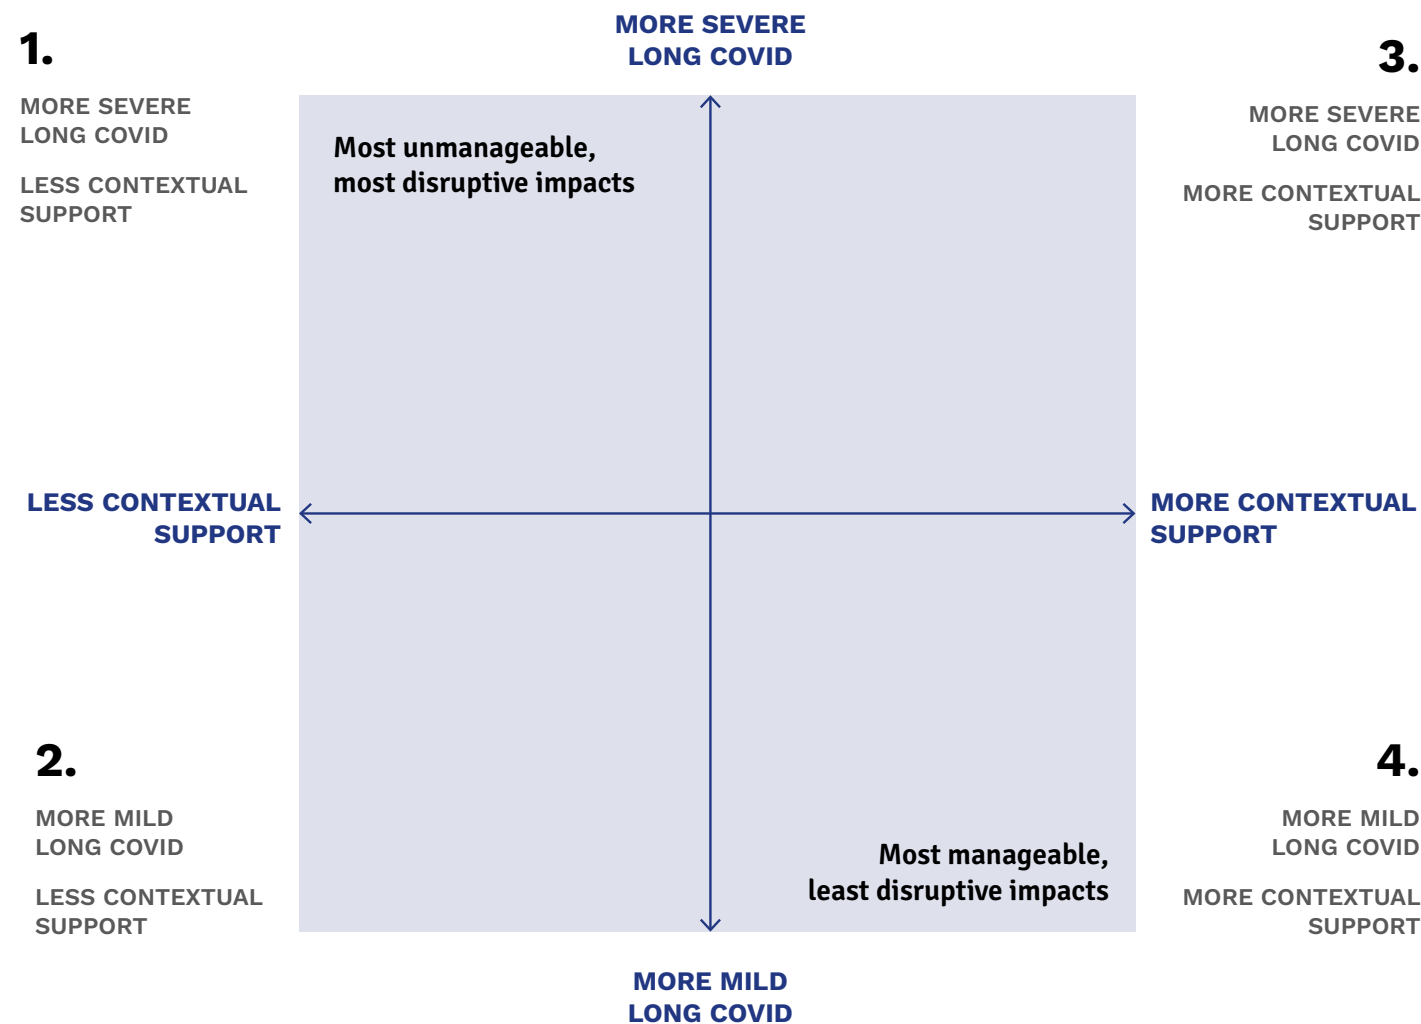 MORE SEVERE
LONG COVID
1.
MORE SEVERE
LONG COVID
LESS CONTEXTUAL
SUPPORT
3.
MORE SEVERE
LONG COVID
MORE CONTEXTUAL
SUPPORT
Most unmanageable,
most disruptive impacts
LESS CONTEXTUAL
SUPPORT
MORE CONTEXTUAL
SUPPORT
2.
MORE MILD
LONG COVID
LESS CONTEXTUAL
SUPPORT
Most manageable,
least disruptive impacts
4.
MORE MILD
LONG COVID
MORE CONTEXTUAL
SUPPORT
MORE MILD
LONG COVID